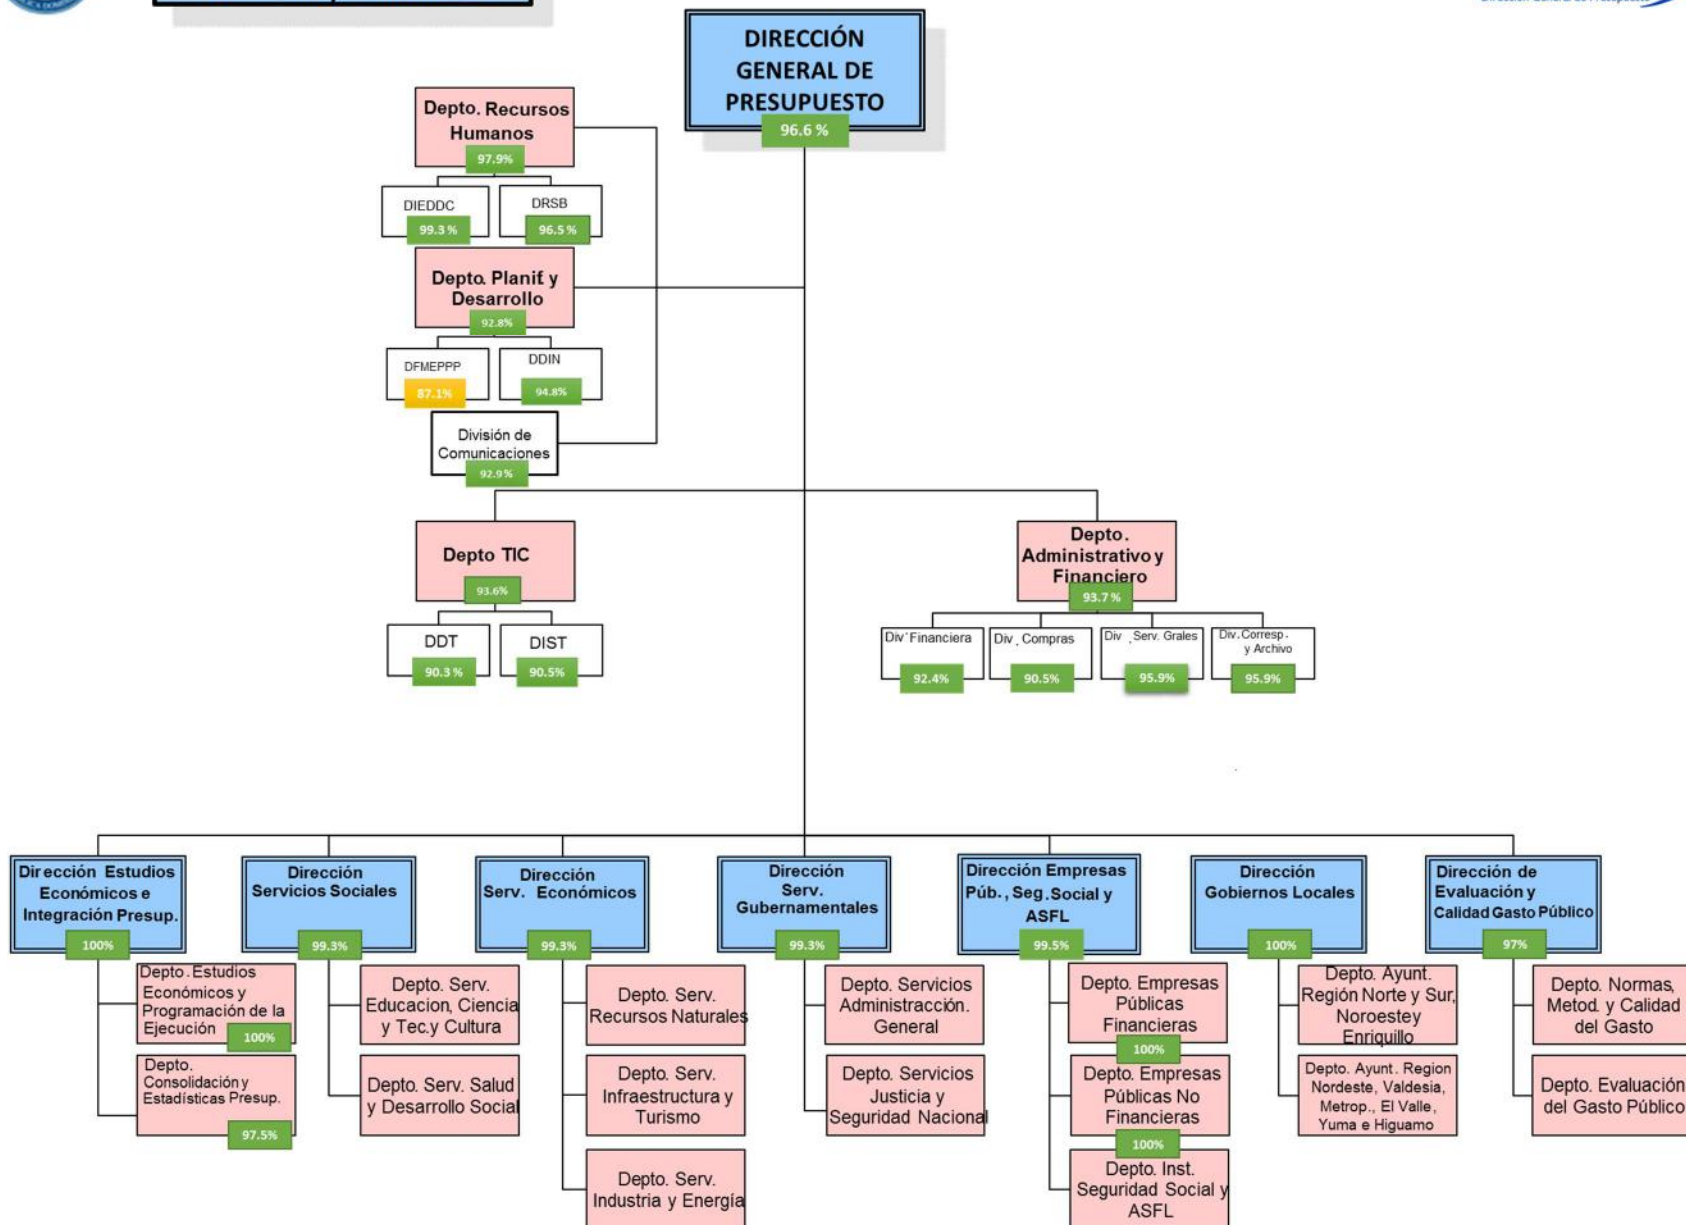 DIRECCIÓN
GENERAL DE
PRESUPUESTO
96.6 %
Depto. Recursos
Humanos
97.9%
DIEDDC
99.3 %
DRSB
96.5 %
Depto. Planif. y
Desarrollo
92.8%
DFMEPPP
87.1%
DDIN
94.8%
División de
Comunicaciones
92.9%
Depto TIC
93.6%
DDT
90.3 %
DIST
90.5%
Depto.
Administrativo y
Financiero
93.7 %
Div. Financiera
92.4%
Div. Compras
90.5%
Div. Serv. Grales
95.9%
Div. Corresp.
y Archivo
95.9%
Dirección Estudios
Económicos e
Integración Presup.
100%
Depto. Estudios
Económicos y
Programación de la
Ejecución
100%
Depto.
Consolidación y
Estadísticas Presup.
97.5%
Dirección
Servicios Sociales
99.3%
Depto. Serv.
Educacion, Ciencia
y Tec.y Cultura
Depto. Serv. Salud
y Desarrollo Social
Dirección
Serv. Económicos
99.3%
Depto. Serv.
Recursos Naturales
Depto. Serv.
Infraestructura y
Turismo
Depto. Serv.
Industria y Energía
Dirección
Serv.
Gubernamentales
99.3%
Depto. Servicios
Administracción.
General
Depto. Servicios
Justicia y
Seguridad Nacional
Dirección Empresas
Púb., Seg.Social y
ASFL
99.5%
Depto. Empresas
Públicas
Financieras
100%
Depto. Empresas
Públicas No
Financieras
100%
Depto. Inst.
Seguridad Social y
ASFL
Dirección
Gobiernos Locales
100%
Depto. Ayunt.
Región Norte y Sur,
Noroeste y
Enriquillo
Depto. Ayunt. Region
Nordeste, Valdesia,
Metrop., El Valle,
Yuma e Higuamo
Dirección de
Evaluación y
Calidad Gasto Público
97%
Depto. Normas,
Metod. y Calidad
del Gasto
Depto. Evaluación
del Gasto Público